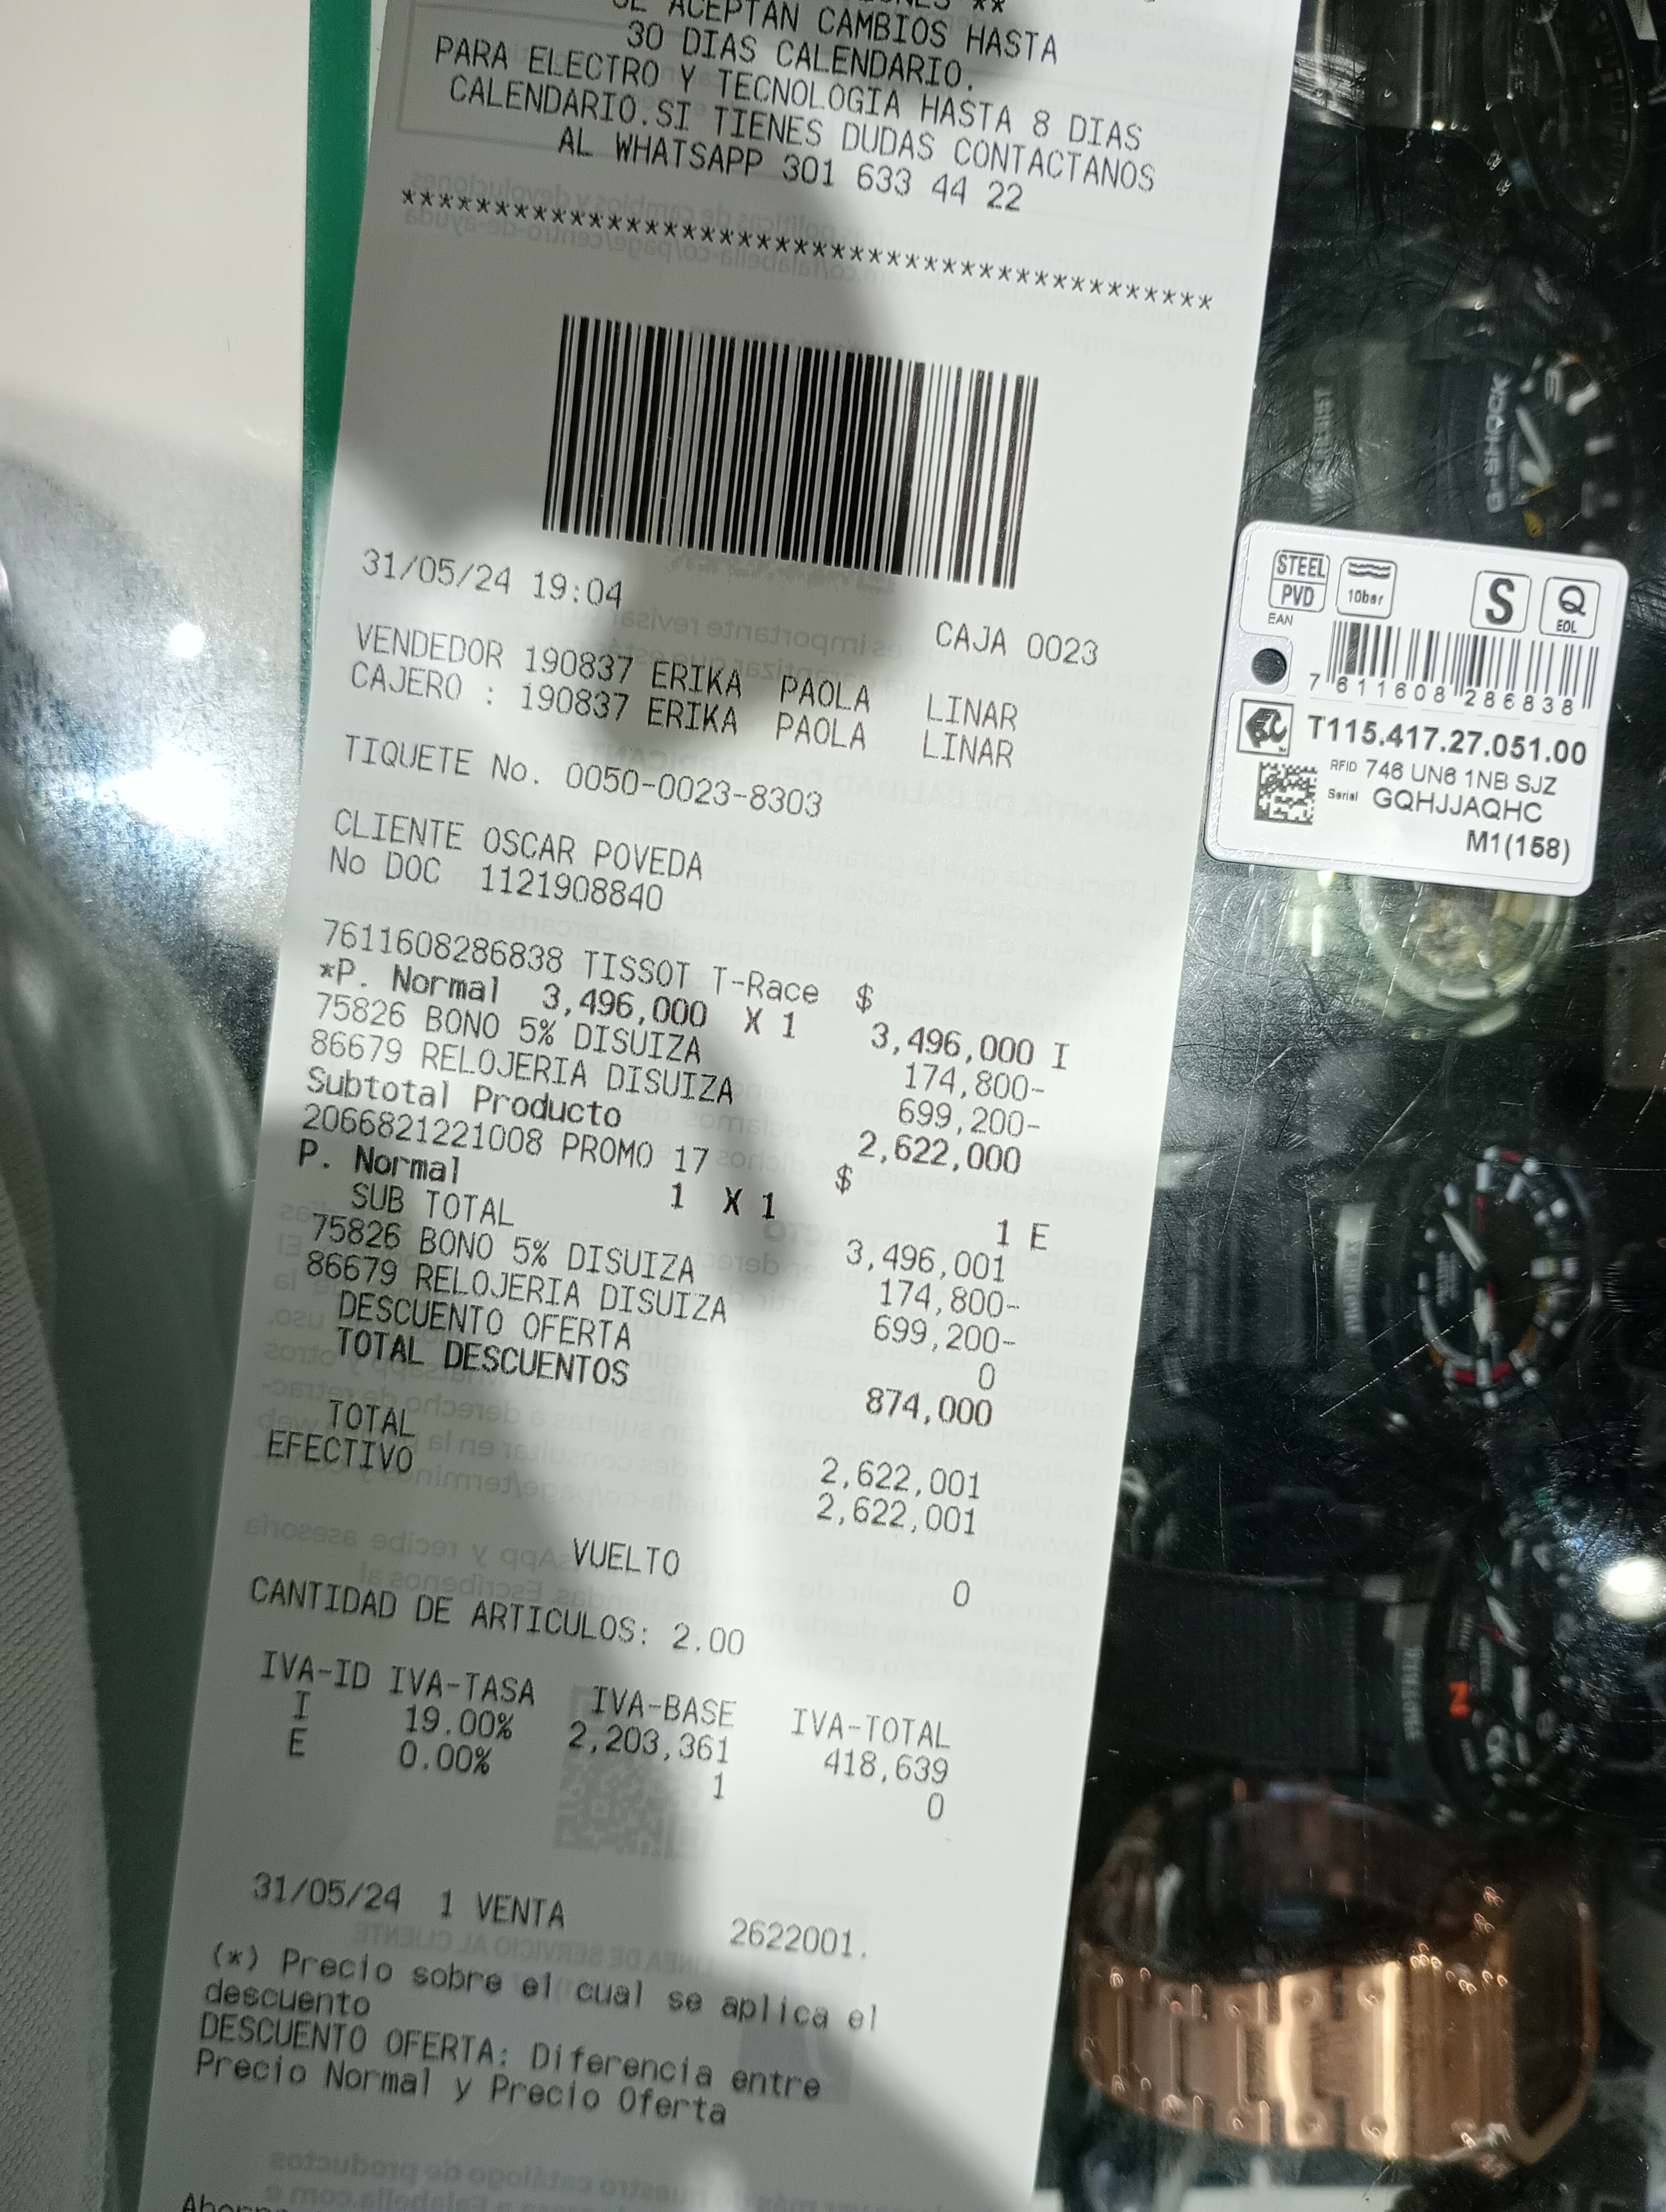 SE ACEPTAN CAMBIOS HASTA
30 DIAS CALENDARIO.
PARA ELECTRO Y TECNOLOGIA HASTA 8 DIAS
CALENDARIO.SI TIENES DUDAS CONTACTANOS
AL WHATSAPP 301 633 44 22
********************************************
31/05/24 19:04
CAJA 0023
VENDEDOR 190837 ERIKA PAOLA LINAR
CAJERO : 190837 ERIKA PAOLA LINAR
TIQUETE No. 0050-0023-8303
CLIENTE OSCAR POVEDA
No DOC 1121908840
7611608286838 TISSOT T-Race $
*P. Normal 3,496,000 X 1 3,496,000 I
75826 BONO 5% DISUIZA 174,800-
86679 RELOJERIA DISUIZA 699,200-
Subtotal Producto 2,622,000
2066821221008 PROMO 17 $
P. Normal 1 X 1 1 E
SUB TOTAL 3,496,001
75826 BONO 5% DISUIZA 174,800-
86679 RELOJERIA DISUIZA 699,200-
DESCUENTO OFERTA 0
TOTAL DESCUENTOS 874,000
TOTAL 2,622,001
EFECTIVO 2,622,001
VUELTO 0
CANTIDAD DE ARTICULOS: 2.00
IVA-ID IVA-TASA IVA-BASE IVA-TOTAL
I 19.00% 2,203,361 418,639
E 0.00% 1 0
31/05/24 1 VENTA 2622001.
(*) Precio sobre el cual se aplica el
descuento
DESCUENTO OFERTA: Diferencia entre
Precio Normal y Precio Oferta
G-SHOCK
STEEL
PVD
10bar
S
Q
EOL
EAN
7 611608 286838
T115.417.27.051.00
RFID 746 UN6 1NB SJZ
Serial GQHJJAQHC
M1(158)